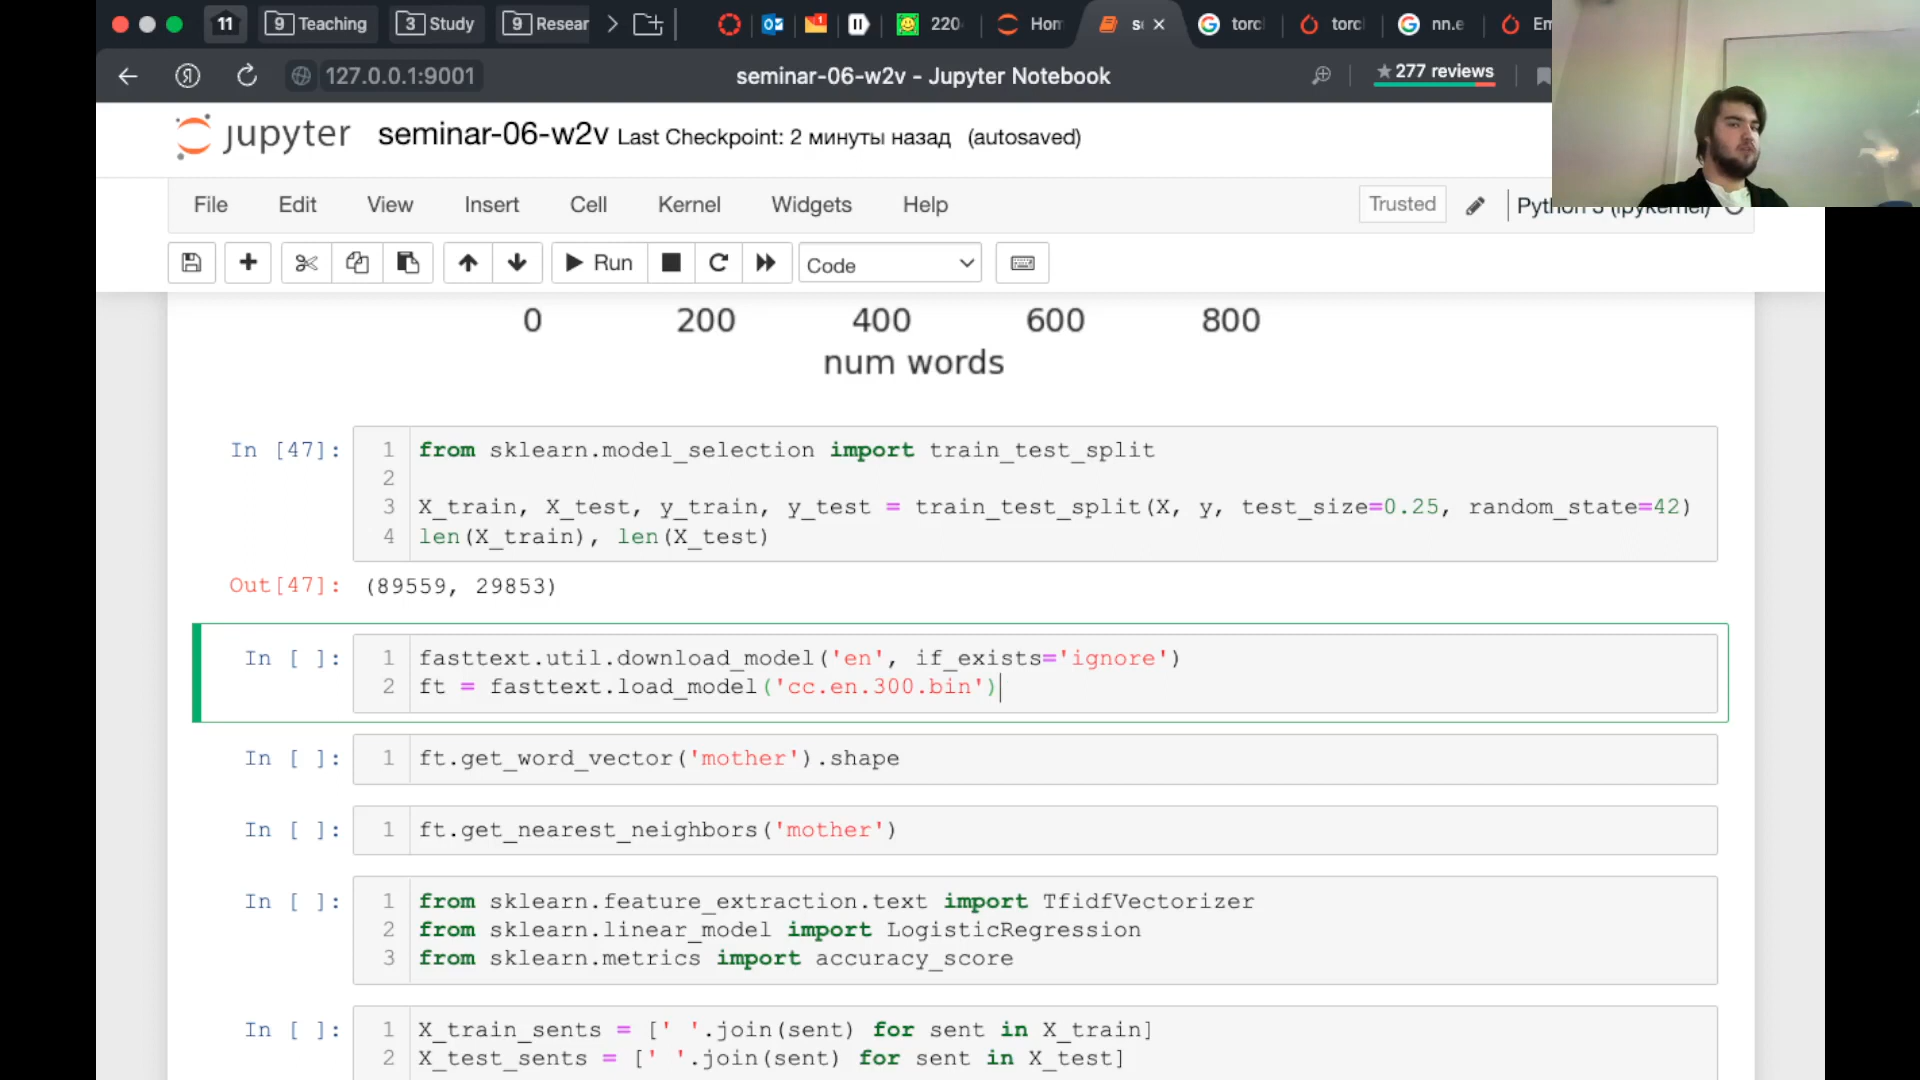 11 9 Teaching 3 Study 9 Resear 220 Hom s torc torc nn.e Em
127.0.0.1:9001 seminar-06-w2v - Jupyter Notebook ★ 277 reviews
jupyter seminar-06-w2v Last Checkpoint: 2 минуты назад (autosaved)
File Edit View Insert Cell Kernel Widgets Help Trusted Python 3 (ipykernel)
Run Code
0 200 400 600 800
num words
In [47]: 1 from sklearn.model_selection import train_test_split
2
3 X_train, X_test, y_train, y_test = train_test_split(X, y, test_size=0.25, random_state=42)
4 len(X_train), len(X_test)
Out[47]: (89559, 29853)
In [ ]: 1 fasttext.util.download_model('en', if_exists='ignore')
2 ft = fasttext.load_model('cc.en.300.bin')
In [ ]: 1 ft.get_word_vector('mother').shape
In [ ]: 1 ft.get_nearest_neighbors('mother')
In [ ]: 1 from sklearn.feature_extraction.text import TfidfVectorizer
2 from sklearn.linear_model import LogisticRegression
3 from sklearn.metrics import accuracy_score
In [ ]: 1 X_train_sents = [' '.join(sent) for sent in X_train]
2 X_test_sents = [' '.join(sent) for sent in X_test]